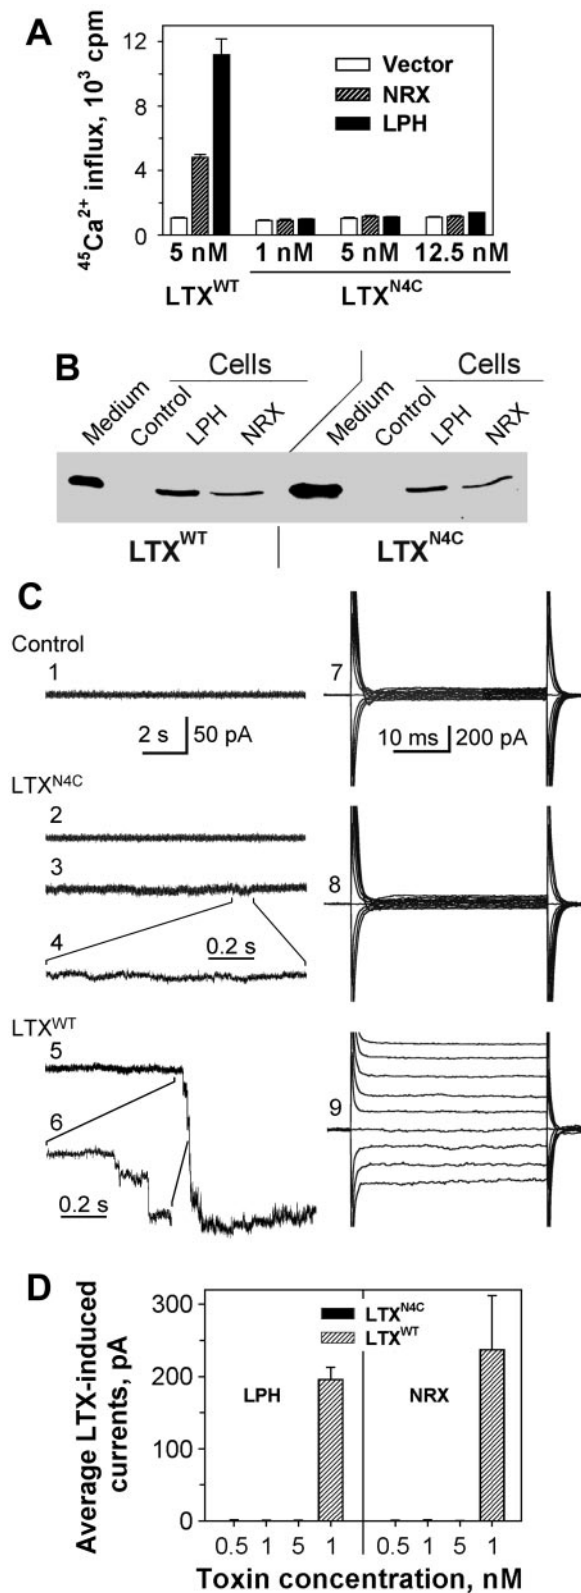 A
⁴⁵Ca²⁺ influx, 10³ cpm
12
8
4
0
Vector
NRX
LPH
5 nM 1 nM 5 nM 12.5 nM
LTXᵂᵀ LTXᴺ⁴ᶜ
B
Cells Cells
Medium Control LPH NRX Medium Control LPH NRX
LTXᵂᵀ LTXᴺ⁴ᶜ
C
Control
1
2 s 50 pA
7
10 ms 200 pA
LTXᴺ⁴ᶜ
2
3
4
0.2 s
8
LTXᵂᵀ
5
6
0.2 s
9
D
Average LTX-induced
currents, pA
300
200
100
0
LTXᴺ⁴ᶜ
LTXᵂᵀ
LPH NRX
0.5 1 5 1 0.5 1 5 1
Toxin concentration, nM